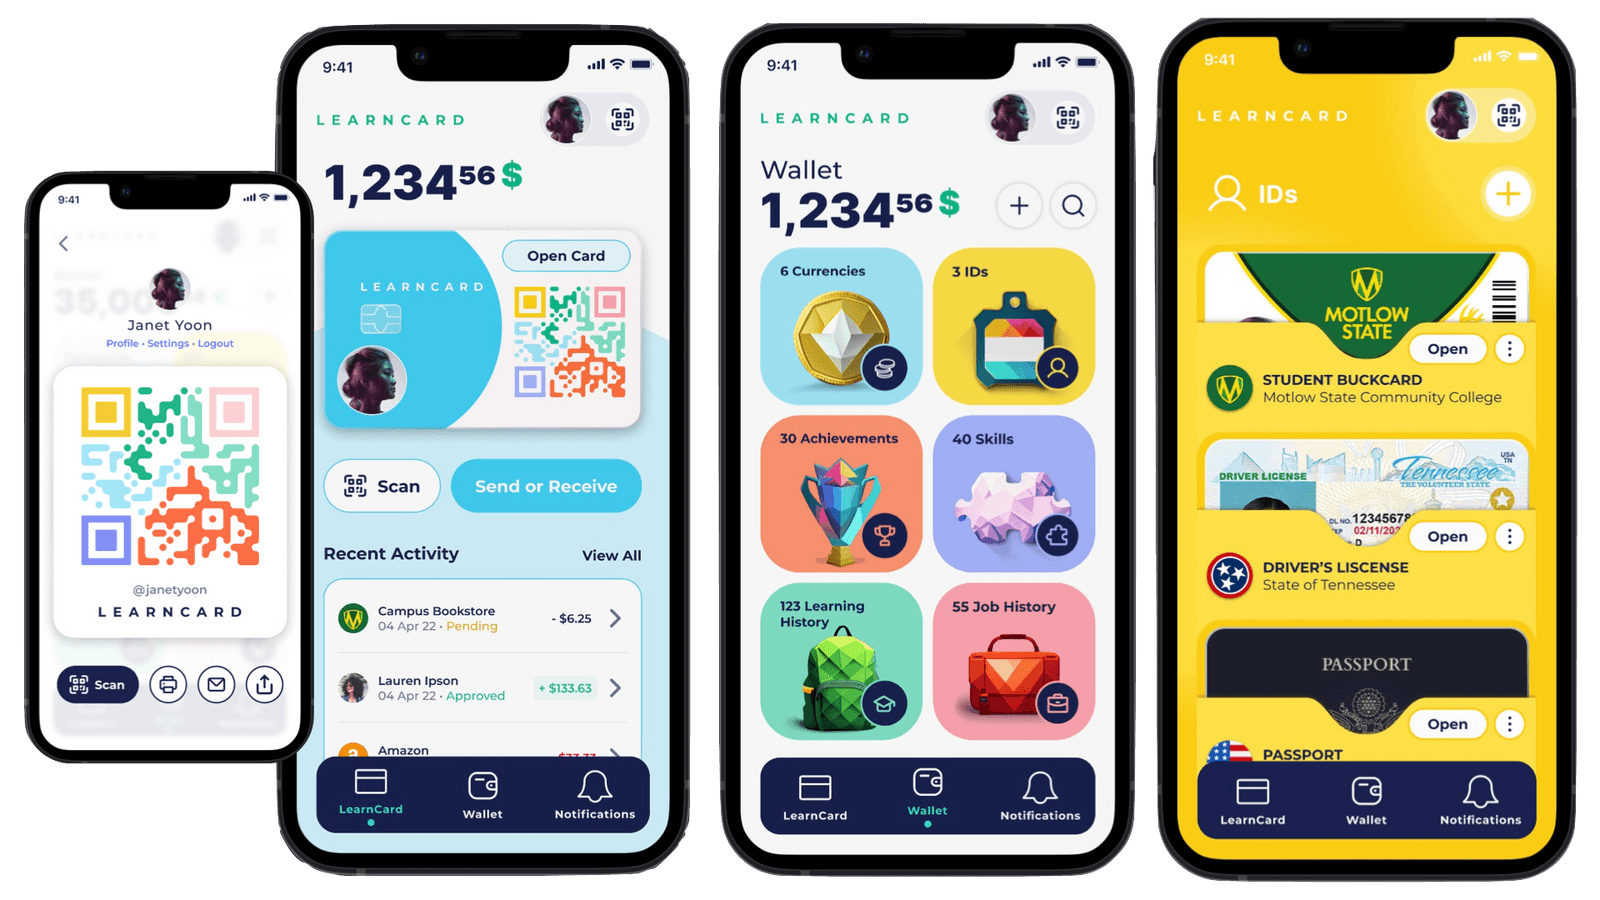 9:41
35,00
Janet Yoon
Profile • Settings • Logout
@janetyoon
LEARNCARD
Scan
9:41
LEARNCARD
1,234⁵⁶ $
Open Card
LEARNCARD
Scan
Send or Receive
Recent Activity
View All
Campus Bookstore
04 Apr 22 • Pending
- $6.25
Lauren Ipson
04 Apr 22 • Approved
+ $133.63
Amazon
LearnCard
Wallet
Notifications
9:41
LEARNCARD
Wallet
1,234⁵⁶ $
6 Currencies
3 IDs
30 Achievements
40 Skills
123 Learning
History
55 Job History
LearnCard
Wallet
Notifications
9:41
LEARNCARD
IDs
MOTLOW
STATE
Open
STUDENT BUCKCARD
Motlow State Community College
USA
TN
DRIVER LICENSE
Tennessee
THE VOLUNTEER STATE
DL NO. 12345678
02/11/20
D
Open
DRIVER'S LISCENSE
State of Tennessee
PASSPORT
Open
PASSPORT
LearnCard
Wallet
Notifications